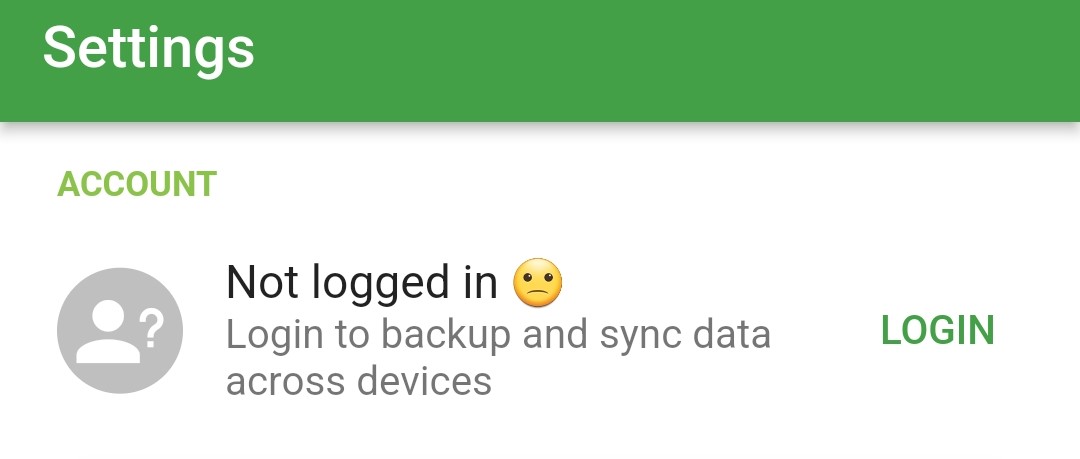 Settings
ACCOUNT
Not logged in 😕
Login to backup and sync data
across devices
LOGIN